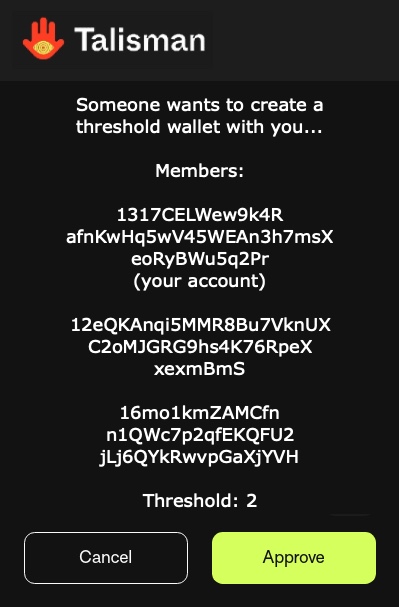 Talisman
Someone wants to create a
threshold wallet with you...
Members:
1317CELWew9k4R
afnKwHq5wV45WEAn3h7msX
eoRyBWu5q2Pr
(your account)
12eQKAnqi5MMR8Bu7VknUX
C2oMJGRG9hs4K76RpeX
xexmBmS
16mo1kmZAMCfn
n1QWc7p2qfEKQFU2
jLj6QYkRwvpGaXjYVH
Threshold: 2
Cancel
Approve